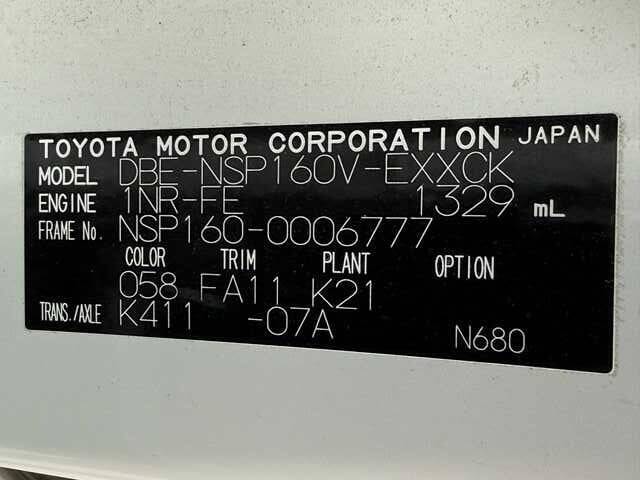 TOYOTA MOTOR CORPORATION JAPAN
MODEL DBE-NSP160V-EXXCK
ENGINE 1NR-FE 1329 mL
FRAME No. NSP160-0006777
COLOR TRIM PLANT OPTION
058 FA11 K21
TRANS./AXLE K411 -07A
N680